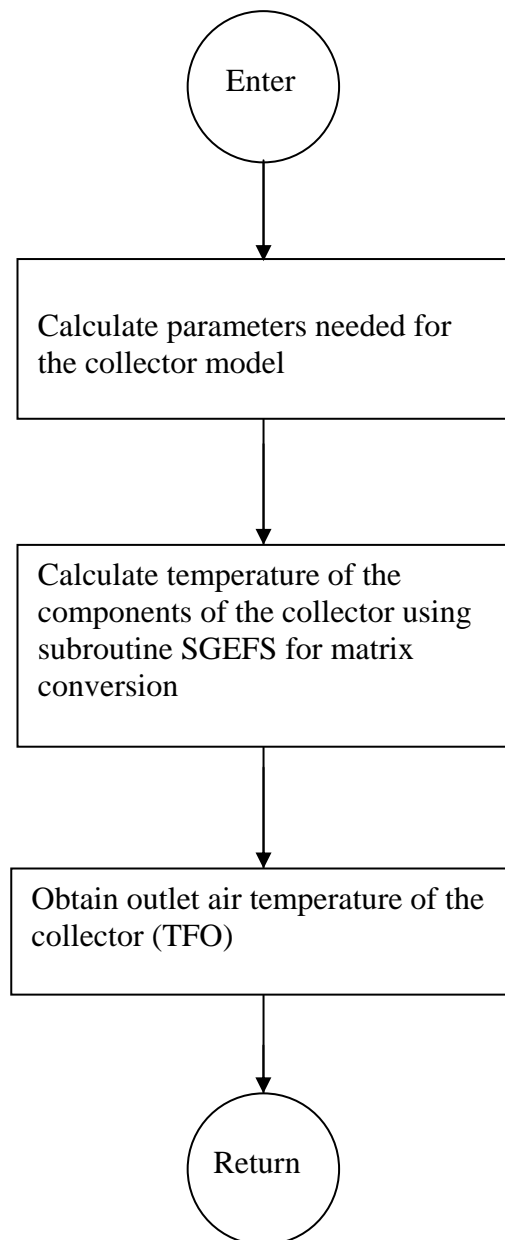 Enter
Calculate parameters needed for
the collector model
Calculate temperature of the
components of the collector using
subroutine SGEFS for matrix
conversion
Obtain outlet air temperature of the
collector (TFO)
Return